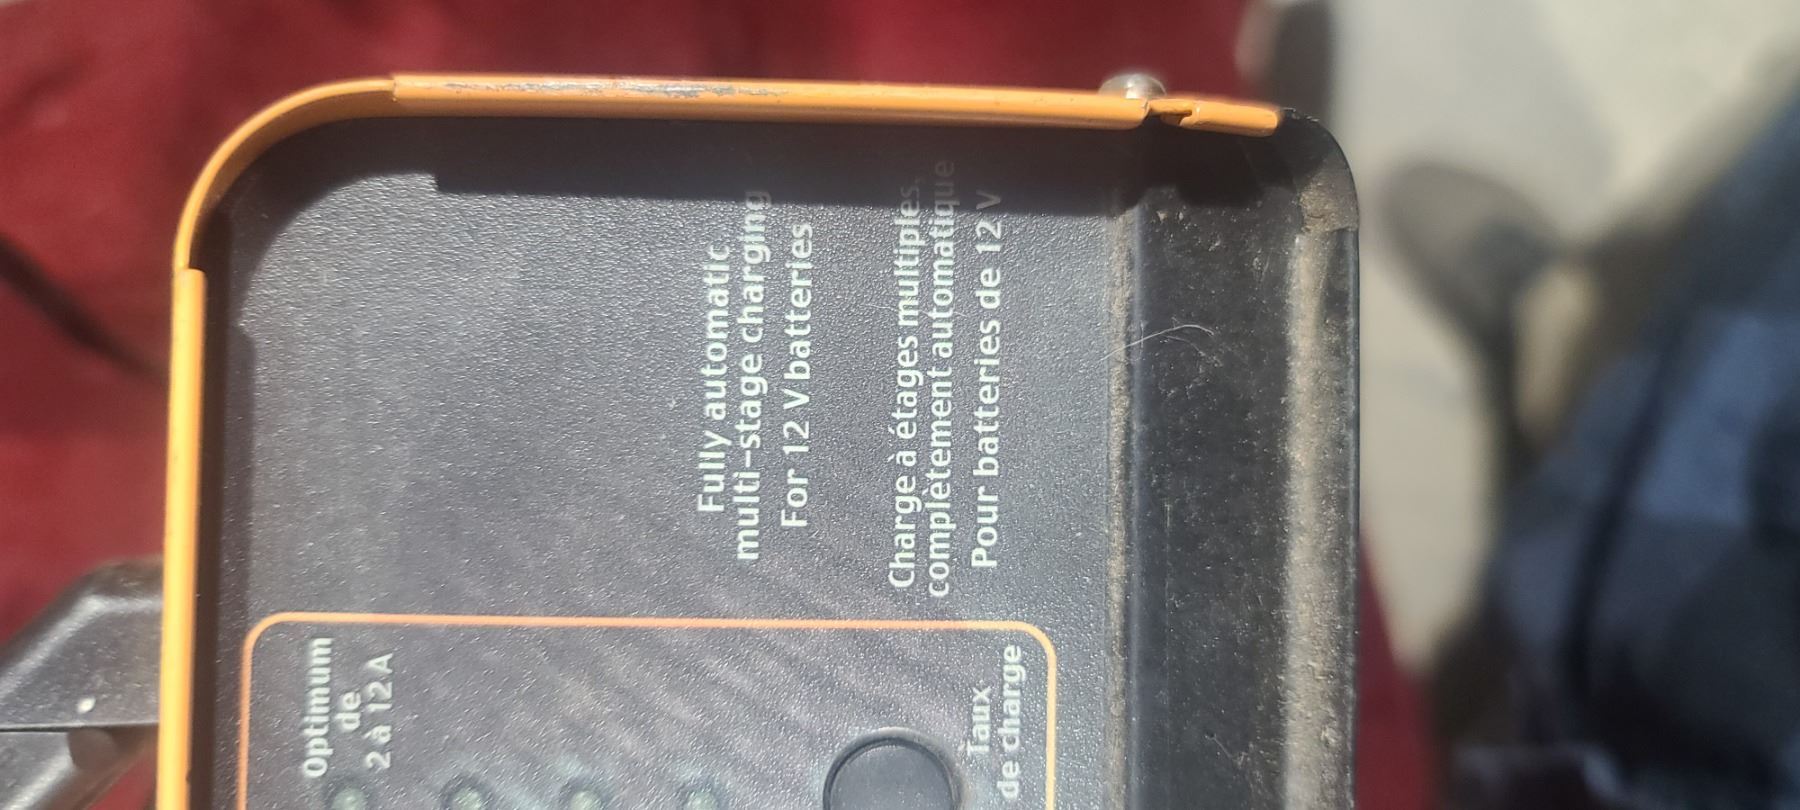 Fully automatic
multi-stage charging
For 12 V batteries
Charge à étages multiples,
complètement automatique
Pour batteries de 12 V
Optimum
de
2 à 12 A
Taux
de charge